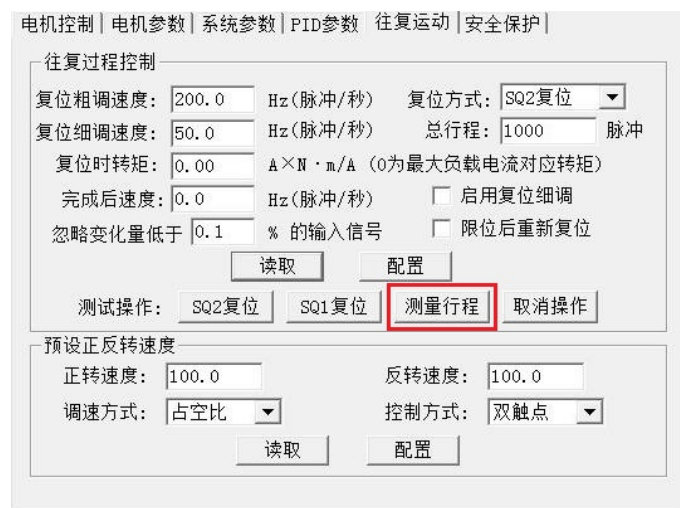 电机控制 电机参数 系统参数 PID参数 往复运动 安全保护
往复过程控制
复位粗调速度: 200.0 Hz(脉冲/秒) 复位方式: SQ2复位
复位细调速度: 50.0 Hz(脉冲/秒) 总行程: 1000 脉冲
复位时转矩: 0.00 A×N·m/A (0为最大负载电流对应转矩)
完成后速度: 0.0 Hz(脉冲/秒) 启用复位细调
忽略变化量低于 0.1 % 的输入信号 限位后重新复位
读取 配置
测试操作: SQ2复位 SQ1复位 测量行程 取消操作
预设正反转速度
正转速度: 100.0 反转速度: 100.0
调速方式: 占空比 控制方式: 双触点
读取 配置